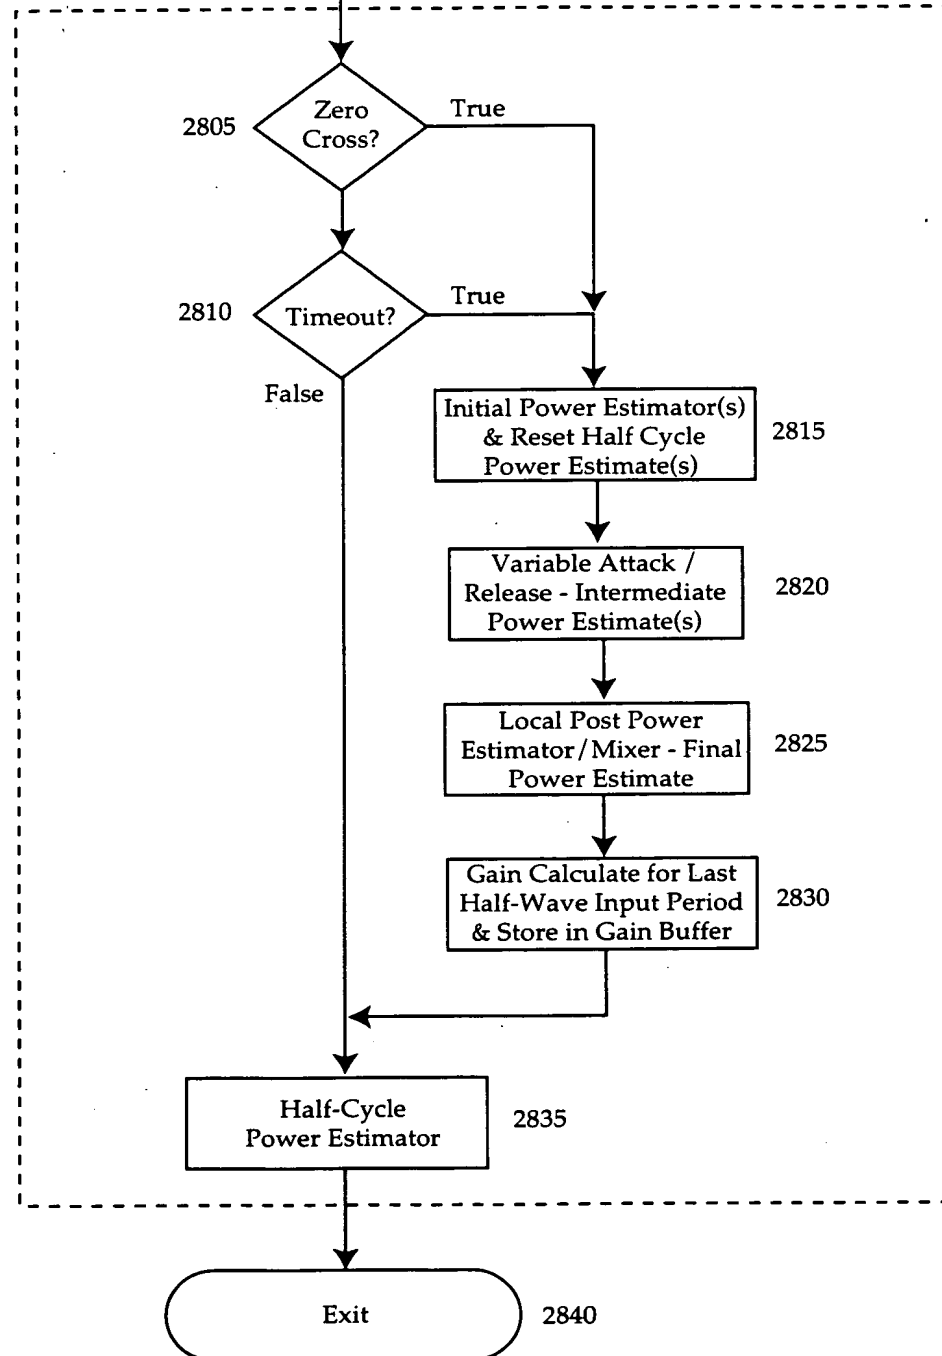 Zero
Cross?
True
2805
Timeout?
True
2810
False
Initial Power Estimator(s)
& Reset Half Cycle
Power Estimate(s)
2815
Variable Attack /
Release - Intermediate
Power Estimate(s)
2820
Local Post Power
Estimator/Mixer - Final
Power Estimate
2825
Gain Calculate for Last
Half-Wave Input Period
& Store in Gain Buffer
2830
Half-Cycle
Power Estimator
2835
Exit
2840